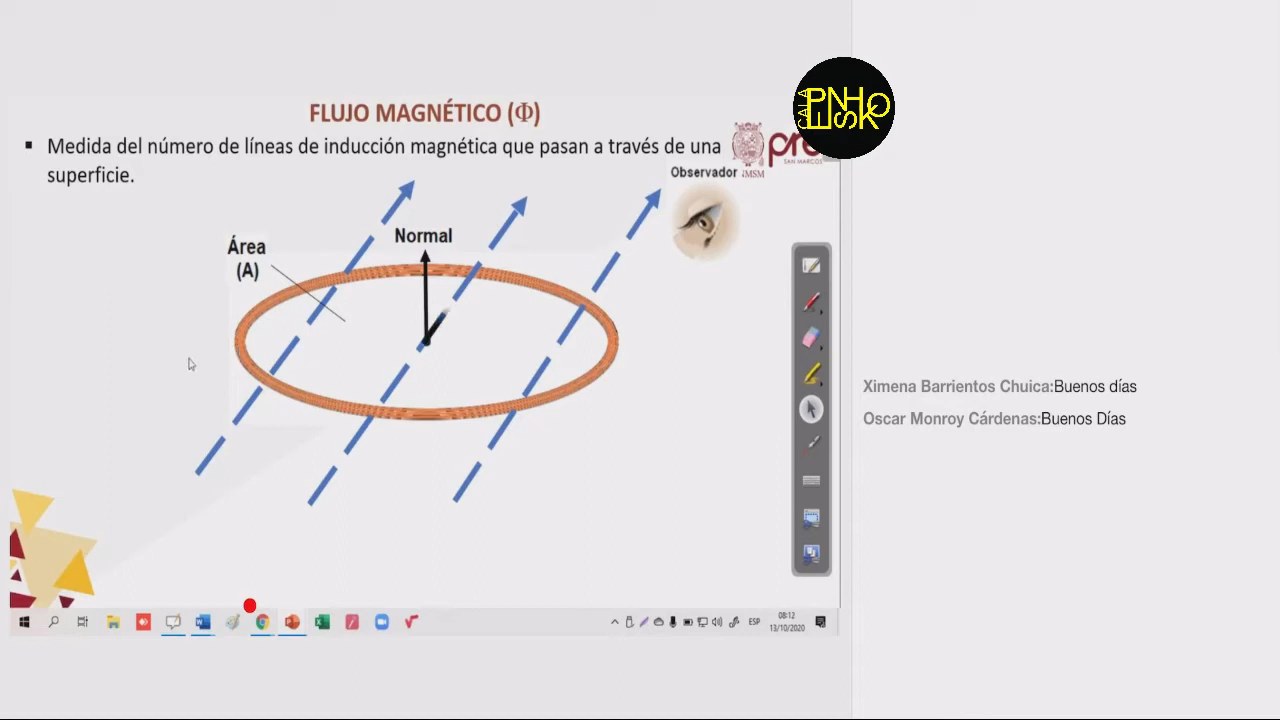 FLUJO MAGNÉTICO (Φ)
▪ Medida del número de líneas de inducción magnética que pasan a través de una
superficie.
SAN MARCOS
Observador
Normal
Área
(A)
Ximena Barrientos Chuica:Buenos días
Oscar Monroy Cárdenas:Buenos Días
ESP
08:12
13/10/2020